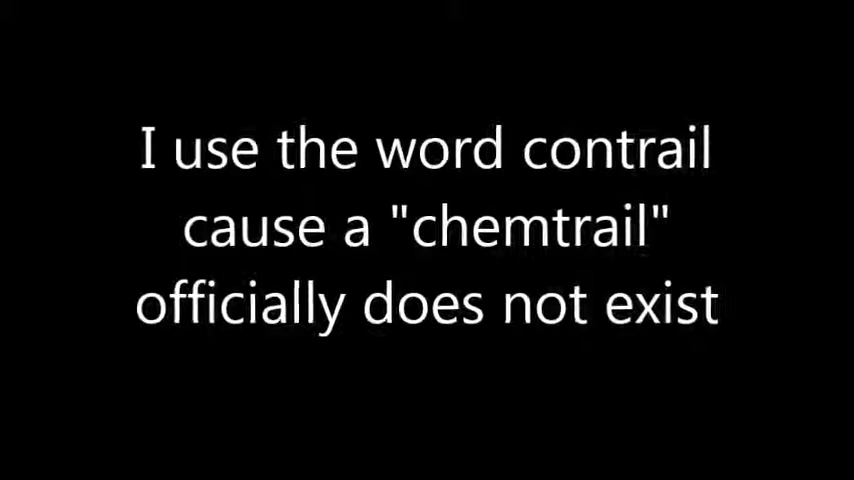 I use the word contrail
cause a "chemtrail"
officially does not exist